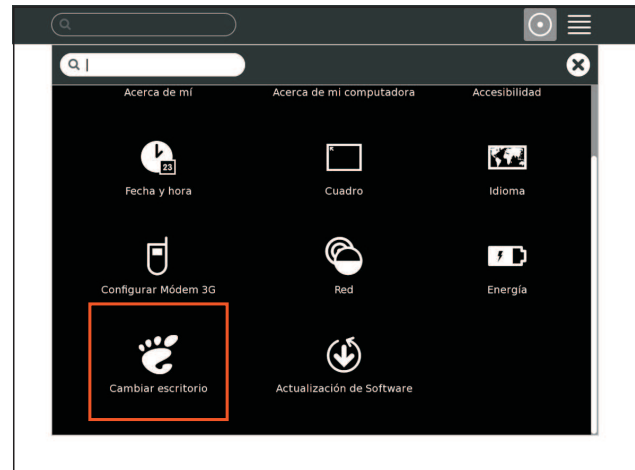 Acerca de mí
Acerca de mi computadora
Accesibilidad
23
Fecha y hora
Cuadro
Idioma
Configurar Módem 3G
Red
Energía
Cambiar escritorio
Actualización de Software